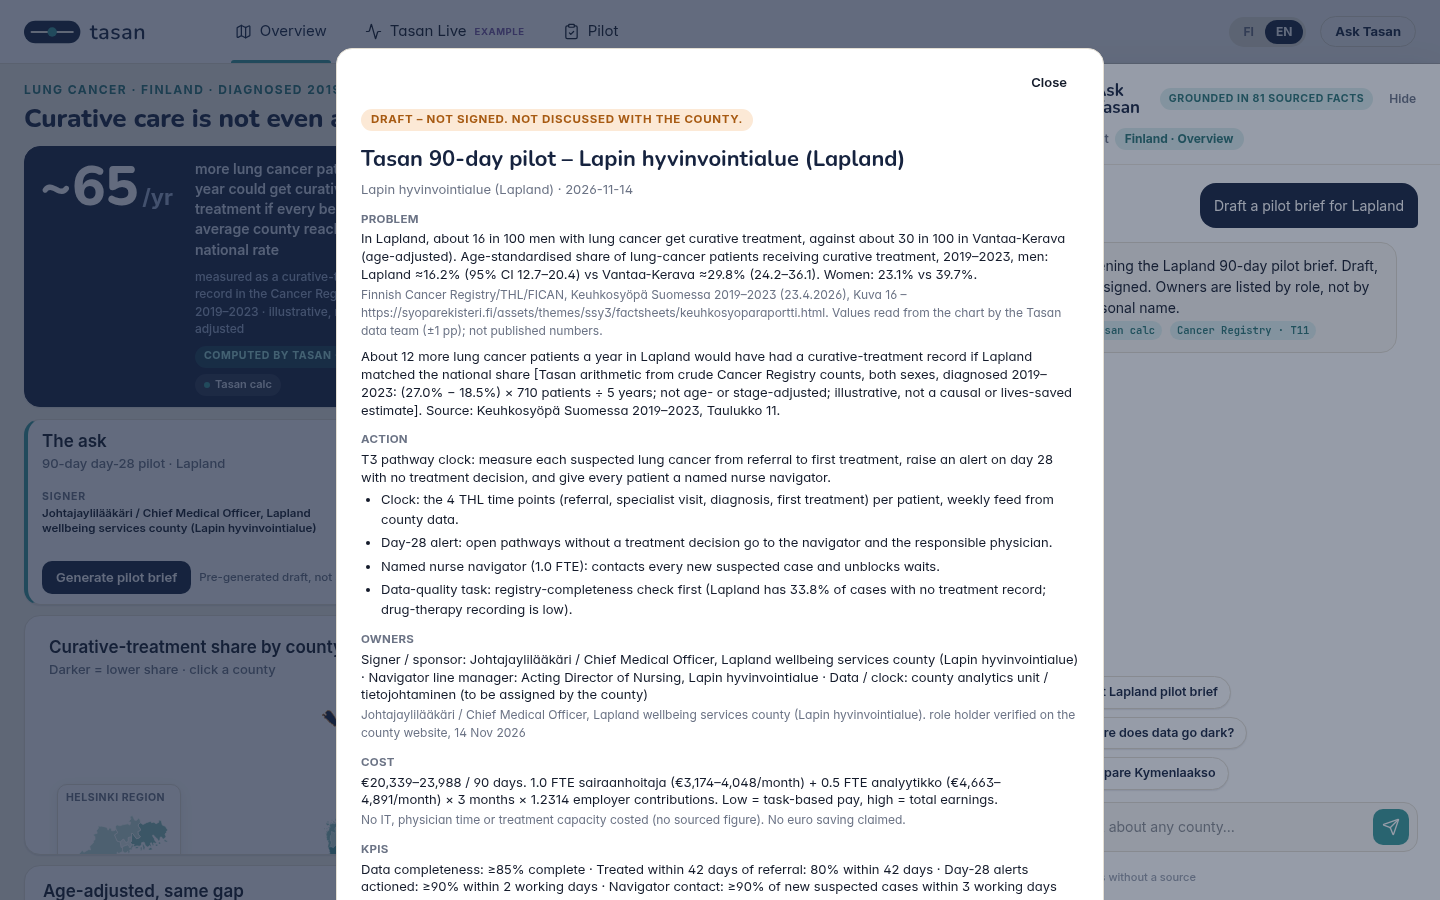 tasan
Overview
Tasan Live EXAMPLE
Pilot
FI
EN
Ask Tasan
LUNG CANCER · FINLAND · DIAGNOSED 2019
Curative care is not even
~65 /yr
more lung cancer
year could get
treatment if every
average county
national rate
measured as a
record in the Cancer
2019–2023 · illustrative,
adjusted
COMPUTED BY TASAN
Tasan calc
The ask
90-day day-28 pilot · Lapland
SIGNER
Johtajaylilääkäri / Chief Medical Officer, Lapland
wellbeing services county (Lapin hyvinvointialue)
Generate pilot brief
Pre-generated draft, not
Curative-treatment share by county
Darker = lower share · click a county
HELSINKI REGION
Age-adjusted, same gap
Close
DRAFT – NOT SIGNED. NOT DISCUSSED WITH THE COUNTY.
Tasan 90-day pilot – Lapin hyvinvointialue (Lapland)
Lapin hyvinvointialue (Lapland) · 2026-11-14
PROBLEM
In Lapland, about 16 in 100 men with lung cancer get curative treatment, against about 30 in 100 in Vantaa-Kerava
(age-adjusted). Age-standardised share of lung-cancer patients receiving curative treatment, 2019–2023, men:
Lapland ≈16.2% (95% CI 12.7–20.4) vs Vantaa-Kerava ≈29.8% (24.2–36.1). Women: 23.1% vs 39.7%.
Finnish Cancer Registry/THL/FICAN, Keuhkosyöpä Suomessa 2019–2023 (23.4.2026), Kuva 16 –
https://syoparekisteri.fi/assets/themes/ssy3/factsheets/keuhkosyoparaportti.html. Values read from the chart by the Tasan
data team (±1 pp); not published numbers.
About 12 more lung cancer patients a year in Lapland would have had a curative-treatment record if Lapland
matched the national share [Tasan arithmetic from crude Cancer Registry counts, both sexes, diagnosed 2019–
2023: (27.0% − 18.5%) × 710 patients ÷ 5 years; not age- or stage-adjusted; illustrative, not a causal or lives-saved
estimate]. Source: Keuhkosyöpä Suomessa 2019–2023, Taulukko 11.
ACTION
T3 pathway clock: measure each suspected lung cancer from referral to first treatment, raise an alert on day 28
with no treatment decision, and give every patient a named nurse navigator.
• Clock: the 4 THL time points (referral, specialist visit, diagnosis, first treatment) per patient, weekly feed from
county data.
• Day-28 alert: open pathways without a treatment decision go to the navigator and the responsible physician.
• Named nurse navigator (1.0 FTE): contacts every new suspected case and unblocks waits.
• Data-quality task: registry-completeness check first (Lapland has 33.8% of cases with no treatment record;
drug-therapy recording is low).
OWNERS
Signer / sponsor: Johtajaylilääkäri / Chief Medical Officer, Lapland wellbeing services county (Lapin hyvinvointialue)
· Navigator line manager: Acting Director of Nursing, Lapin hyvinvointialue · Data / clock: county analytics unit /
tietojohtaminen (to be assigned by the county)
Johtajaylilääkäri / Chief Medical Officer, Lapland wellbeing services county (Lapin hyvinvointialue). role holder verified on the
county website, 14 Nov 2026
COST
€20,339–23,988 / 90 days. 1.0 FTE sairaanhoitaja (€3,174–4,048/month) + 0.5 FTE analyytikko (€4,663–
4,891/month) × 3 months × 1.2314 employer contributions. Low = task-based pay, high = total earnings.
No IT, physician time or treatment capacity costed (no sourced figure). No euro saving claimed.
KPIS
Data completeness: ≥85% complete · Treated within 42 days of referral: 80% within 42 days · Day-28 alerts
actioned: ≥90% within 2 working days · Navigator contact: ≥90% of new suspected cases within 3 working days
Ask
Tasan
GROUNDED IN 81 SOURCED FACTS
Hide
Finland · Overview
Draft a pilot brief for Lapland
the Lapland 90-day pilot brief. Draft,
signed. Owners are listed by role, not by
name.
calc
Cancer Registry · T11
Lapland pilot brief
does data go dark?
Kymenlaakso
about any county...
without a source